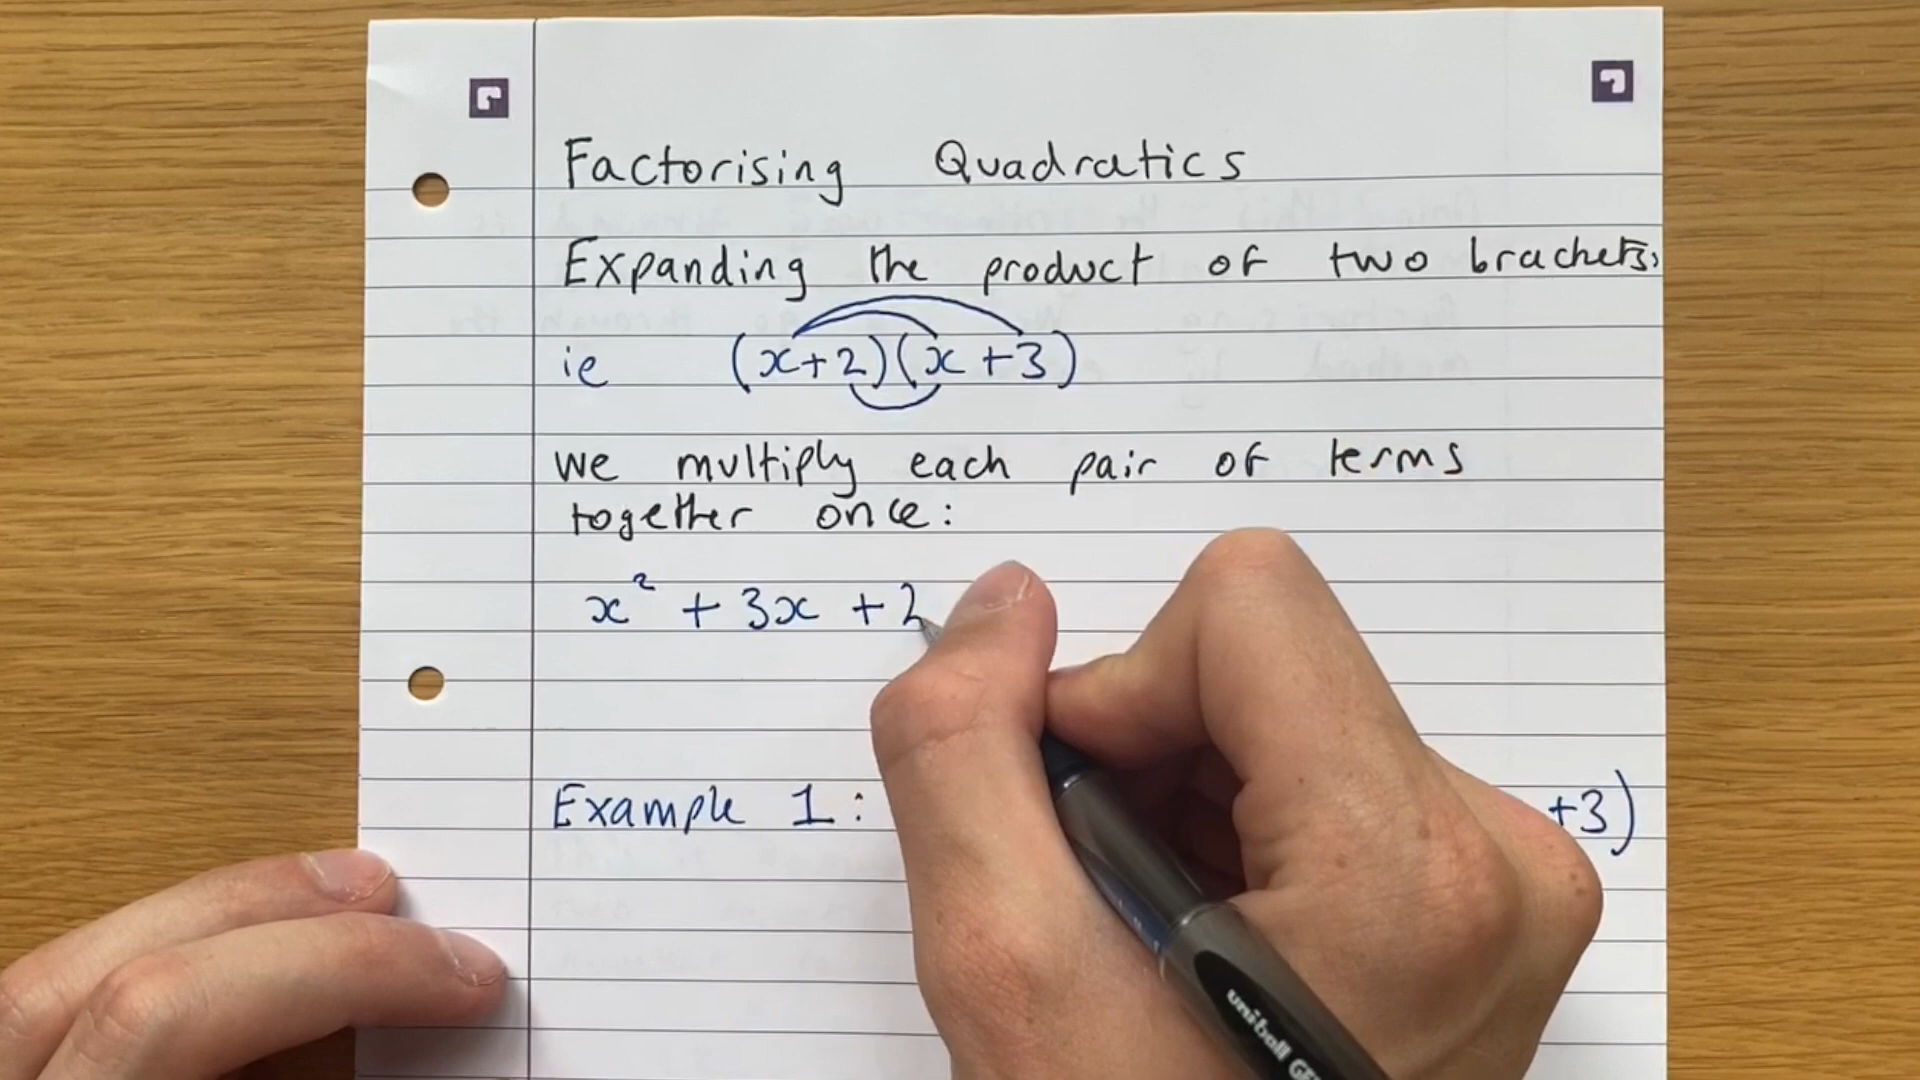 Factorising Quadratics
Expanding the product of two brackets,
ie (x+2)(x+3)
we multiply each pair of terms
together once:
x² + 3x + 2
Example 1: +3)
uniball